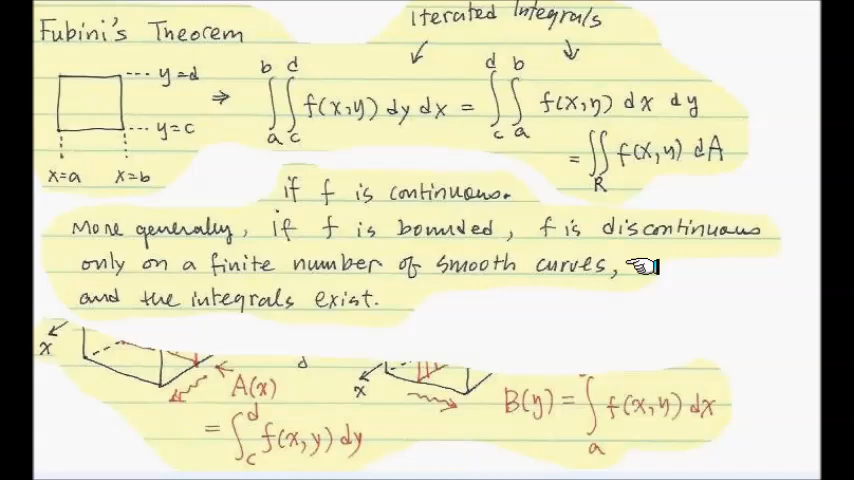 Iterated Integrals
Fubini's Theorem
y=d
y=c
x=a x=b
⇒ ∫_a^b ∫_c^d f(x,y) dy dx = ∫_c^d ∫_a^b f(x,y) dx dy
= ∬_R f(x,y) dA
if f is continuous.
More generally, if f is bounded, f is discontinuous
only on a finite number of smooth curves,
and the integrals exist.
x
A(x)
= ∫_c^d f(x,y) dy
d
x
B(y) = ∫_a f(x,y) dx